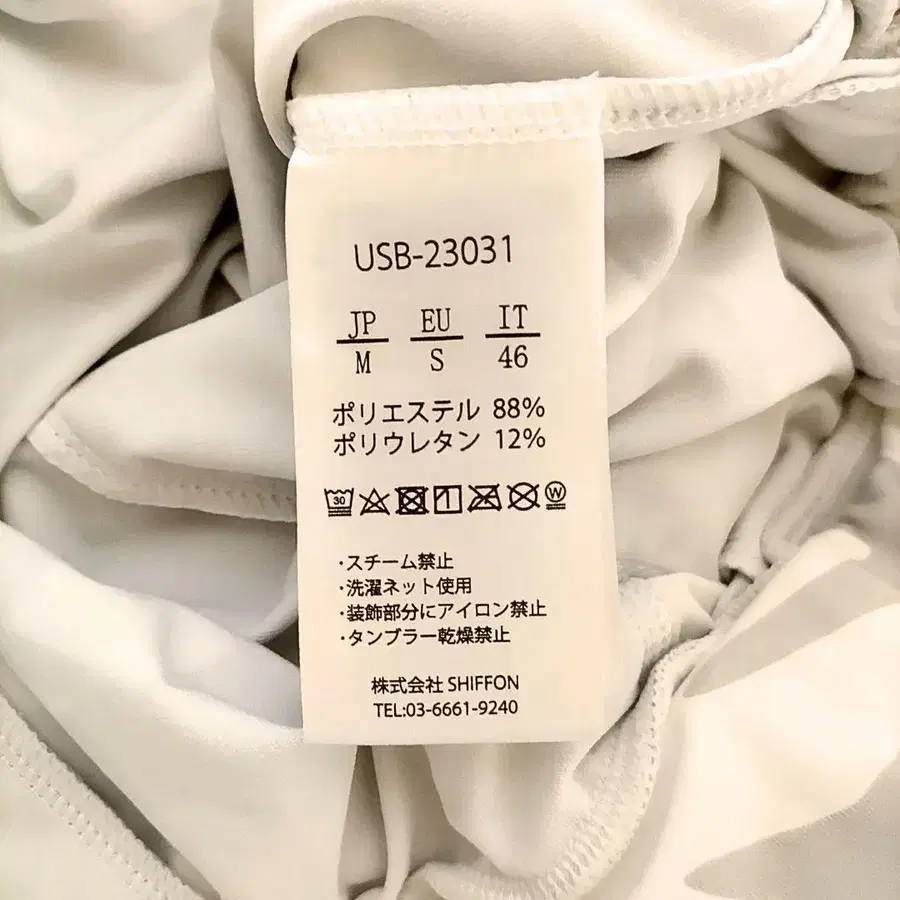 USB-23031
JP EU IT
M S 46
ポリエステル 88%
ポリウレタン 12%
30 W
・スチーム禁止
・洗濯ネット使用
・装飾部分にアイロン禁止
・タンブラー乾燥禁止
株式会社 SHIFFON
TEL:03-6661-9240